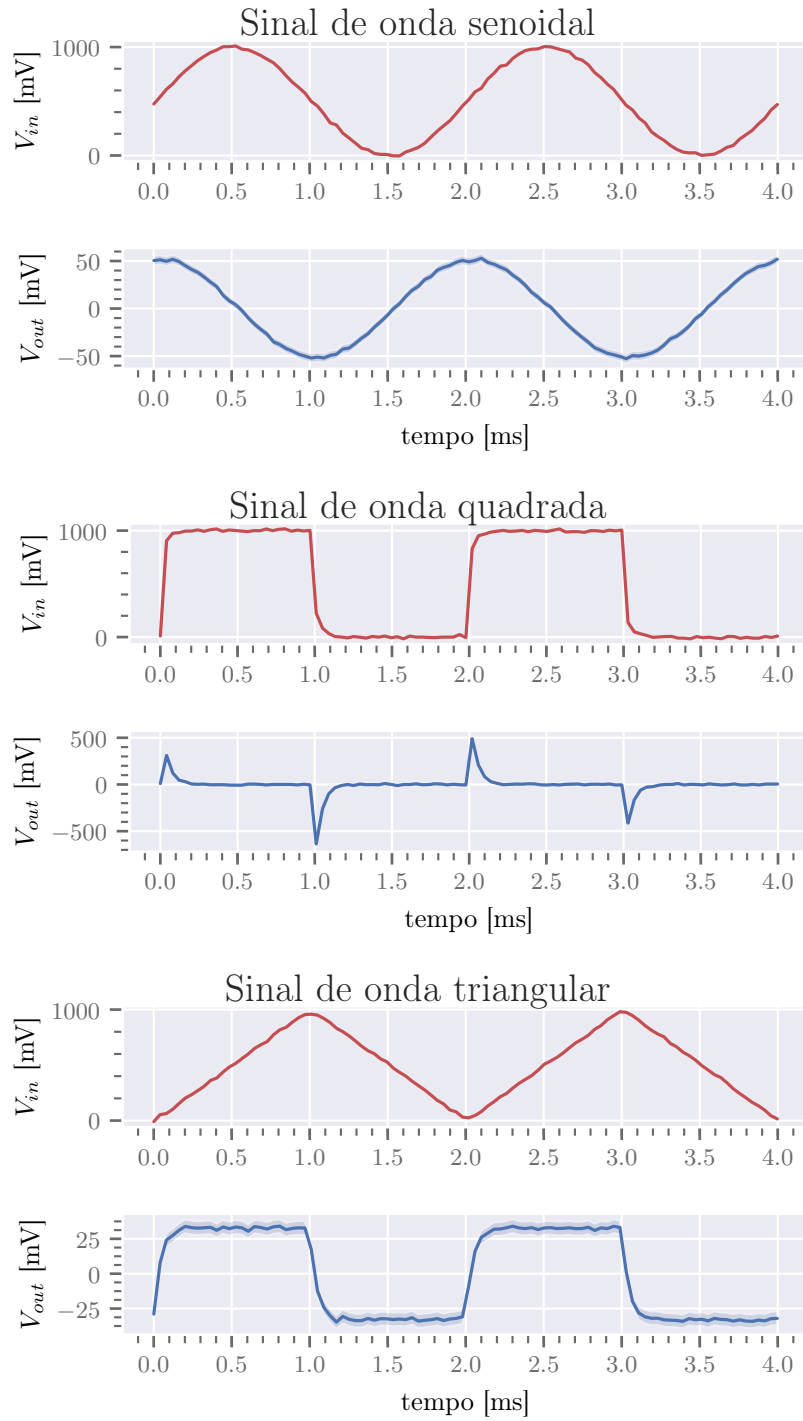 Sinal de onda senoidal
1000
0
V_in [mV]
0.0 0.5 1.0 1.5 2.0 2.5 3.0 3.5 4.0
50
0
−50
V_out [mV]
0.0 0.5 1.0 1.5 2.0 2.5 3.0 3.5 4.0
tempo [ms]
Sinal de onda quadrada
1000
0
V_in [mV]
0.0 0.5 1.0 1.5 2.0 2.5 3.0 3.5 4.0
500
0
−500
V_out [mV]
0.0 0.5 1.0 1.5 2.0 2.5 3.0 3.5 4.0
tempo [ms]
Sinal de onda triangular
1000
0
V_in [mV]
0.0 0.5 1.0 1.5 2.0 2.5 3.0 3.5 4.0
25
0
−25
V_out [mV]
0.0 0.5 1.0 1.5 2.0 2.5 3.0 3.5 4.0
tempo [ms]